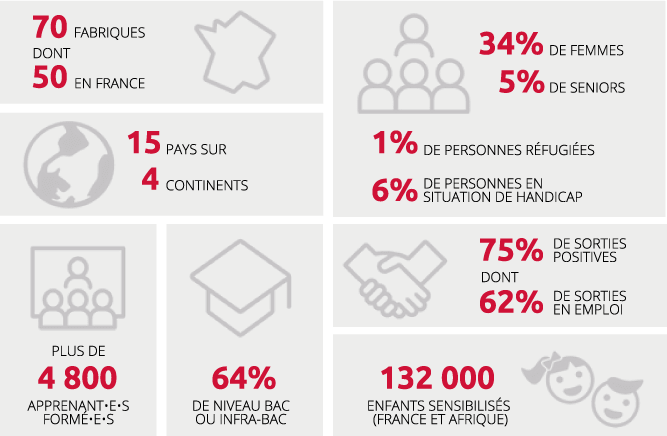 70 FABRIQUES
DONT
50 EN FRANCE
15 PAYS SUR
4 CONTINENTS
34% DE FEMMES
5% DE SENIORS
1% DE PERSONNES RÉFUGIÉES
6% DE PERSONNES EN
SITUATION DE HANDICAP
PLUS DE
4 800
APPRENANT•E•S
FORMÉ•E•S
64%
DE NIVEAU BAC
OU INFRA-BAC
75% DE SORTIES
POSITIVES
DONT
62% DE SORTIES
EN EMPLOI
132 000
ENFANTS SENSIBILISÉS
(FRANCE ET AFRIQUE)